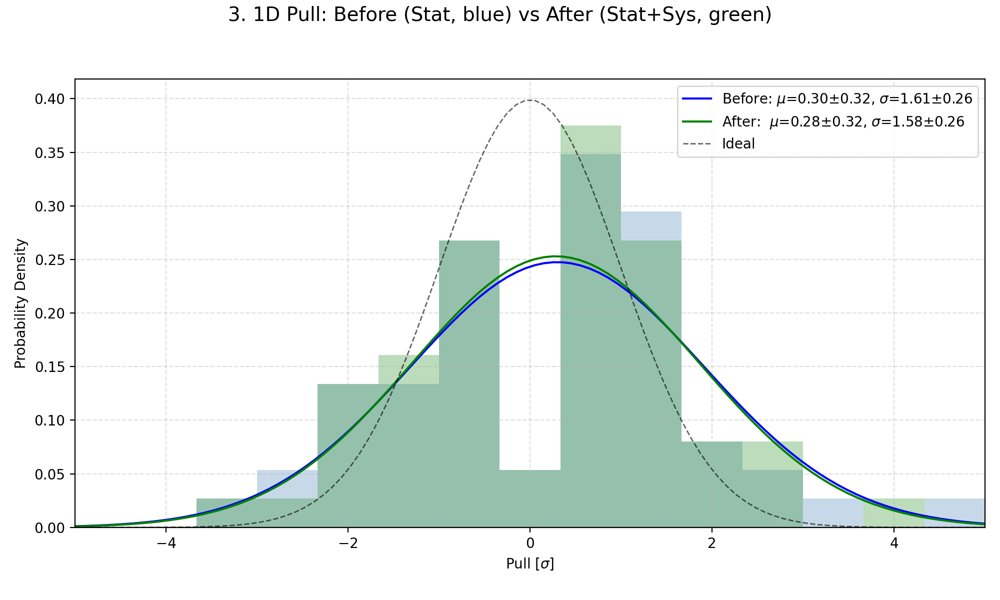 3. 1D Pull: Before (Stat, blue) vs After (Stat+Sys, green)
Before: μ=0.30±0.32, σ=1.61±0.26
After: μ=0.28±0.32, σ=1.58±0.26
Ideal
Probability Density
0.40
0.35
0.30
0.25
0.20
0.15
0.10
0.05
0.00
−4 −2 0 2 4
Pull [σ]